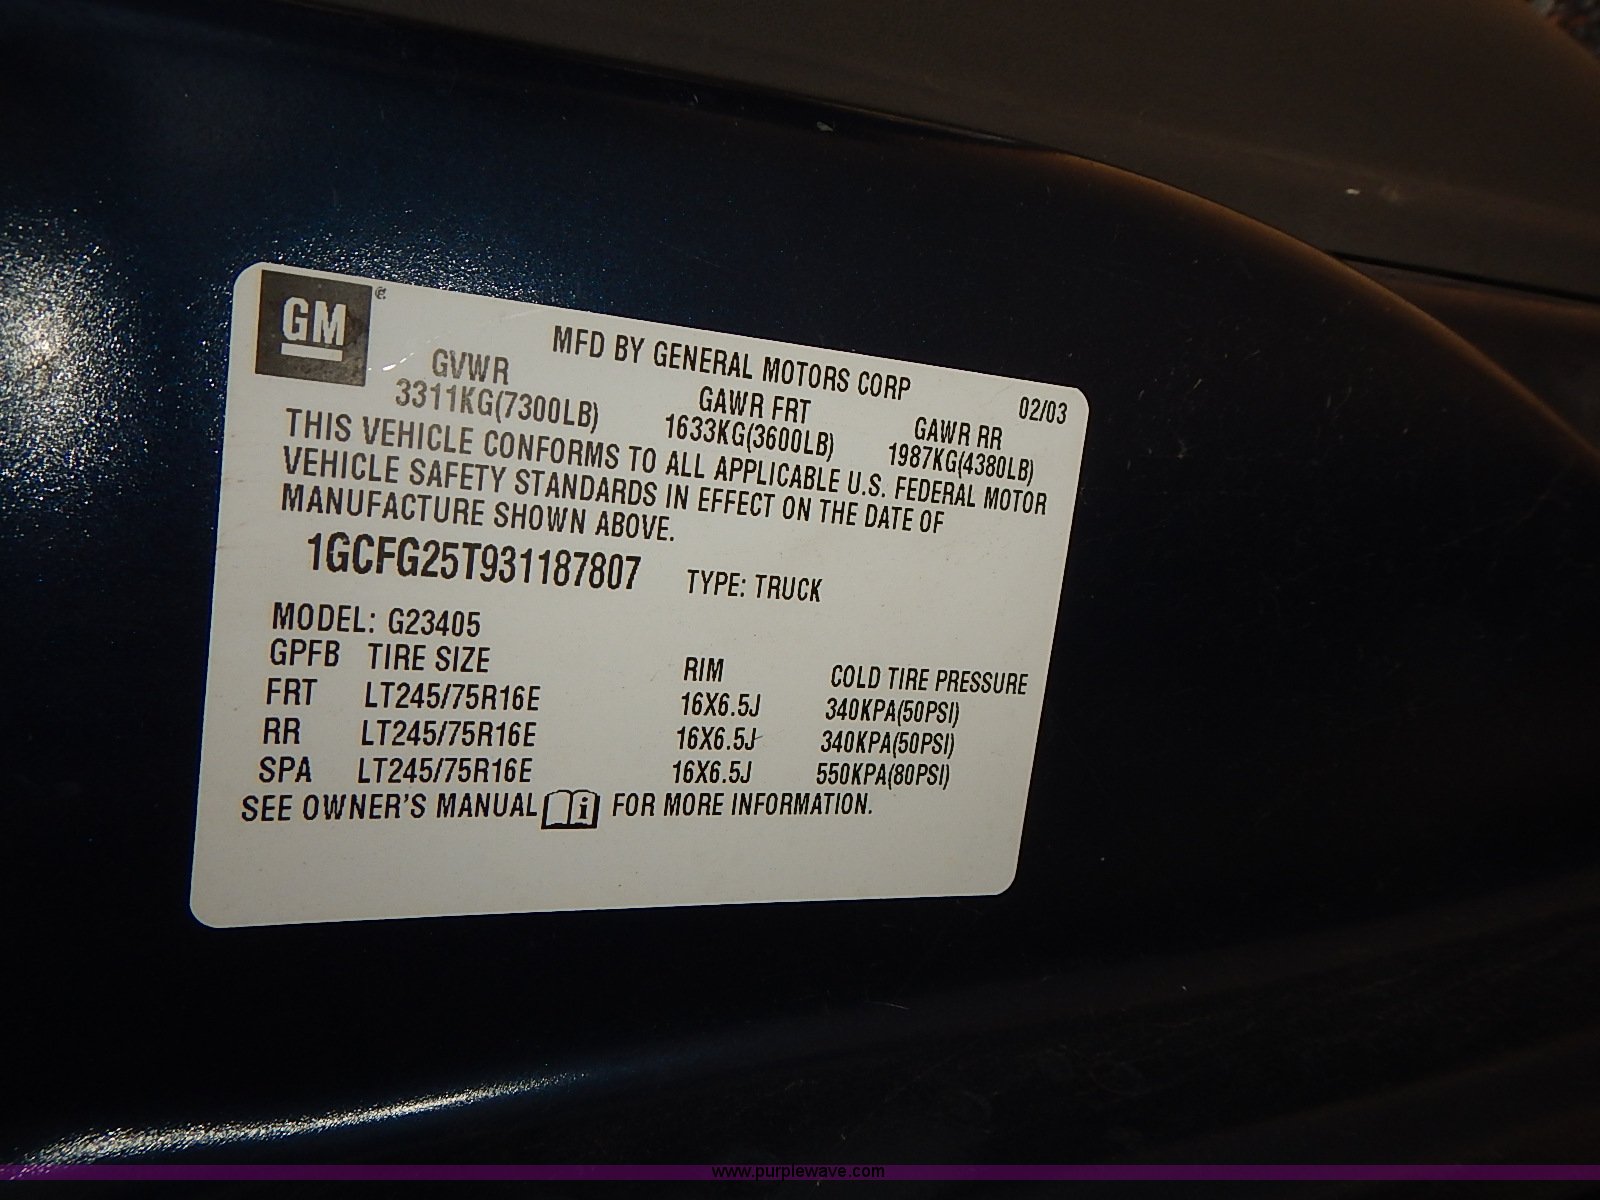 GM
MFD BY GENERAL MOTORS CORP
02/03
GVWR GAWR FRT GAWR RR
3311KG(7300LB) 1633KG(3600LB) 1987KG(4380LB)
THIS VEHICLE CONFORMS TO ALL APPLICABLE U.S. FEDERAL MOTOR
VEHICLE SAFETY STANDARDS IN EFFECT ON THE DATE OF
MANUFACTURE SHOWN ABOVE.
1GCFG25T931187807 TYPE: TRUCK
MODEL: G23405
GPFB TIRE SIZE RIM COLD TIRE PRESSURE
FRT LT245/75R16E 16X6.5J 340KPA(50PSI)
RR LT245/75R16E 16X6.5J 340KPA(50PSI)
SPA LT245/75R16E 16X6.5J 550KPA(80PSI)
SEE OWNER'S MANUAL i FOR MORE INFORMATION.
www.purplewave.com